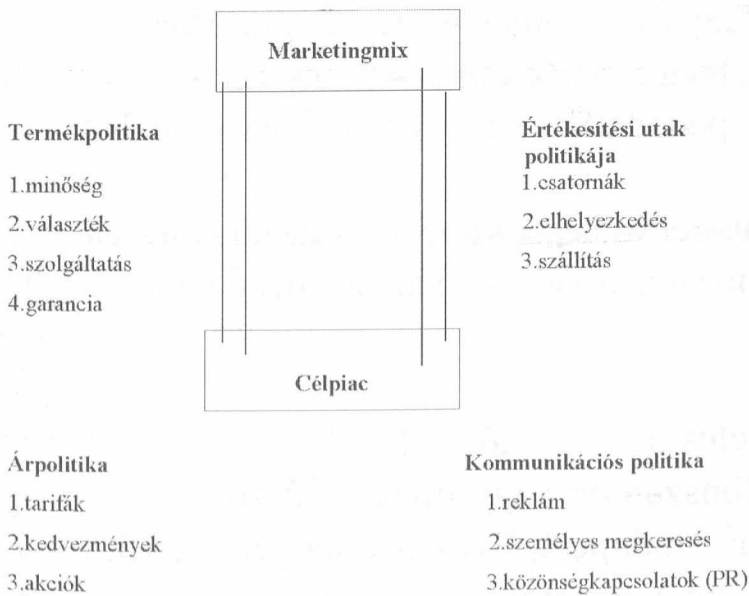 Marketingmix
Termékpolitika
1.minőség
2.választék
3.szolgáltatás
4.garancia
Értékesítési utak
politikája
1.csatornák
2.elhelyezkedés
3.szállítás
Célpiac
Árpolitika
1.tarifák
2.kedvezmények
3.akciók
Kommunikációs politika
1.reklám
2.személyes megkeresés
3.közönségkapcsolatok (PR)